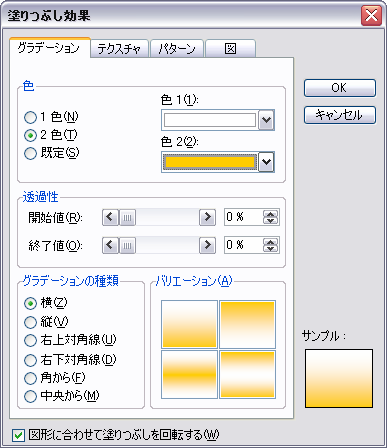 塗りつぶし効果
グラデーション テクスチャ パターン 図
色
1 色(N)
2 色(T)
既定(S)
色 1(1):
色 2(2):
OK
キャンセル
透過性
開始値(R): 0 %
終了値(O): 0 %
グラデーションの種類
横(Z)
縦(V)
右上対角線(U)
右下対角線(D)
角から(F)
中央から(M)
バリエーション(A)
サンプル :
図形に合わせて塗りつぶしを回転する(W)